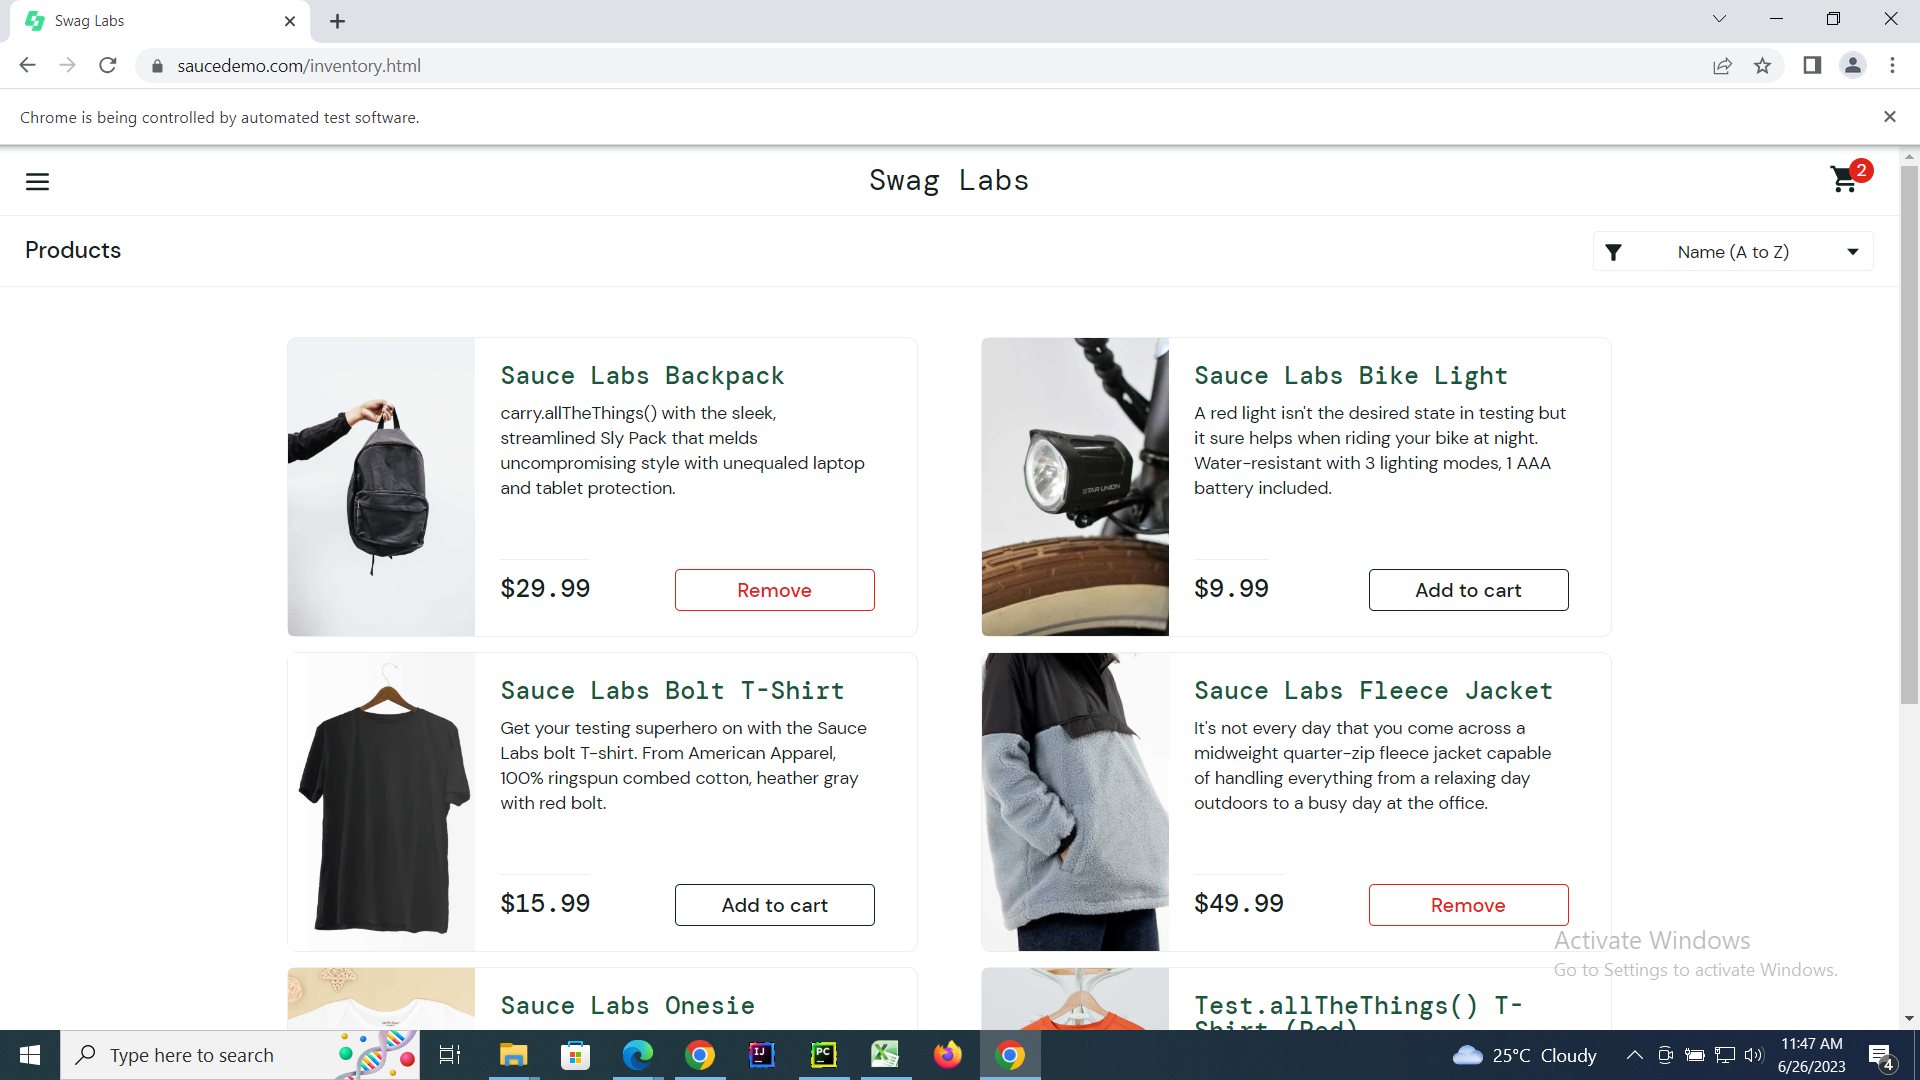 Swag Labs
saucedemo.com/inventory.html
Chrome is being controlled by automated test software.
Swag Labs
2
Products
Name (A to Z)
Sauce Labs Backpack
carry.allTheThings() with the sleek,
streamlined Sly Pack that melds
uncompromising style with unequaled laptop
and tablet protection.
$29.99
Remove
Sauce Labs Bike Light
A red light isn't the desired state in testing but
it sure helps when riding your bike at night.
Water-resistant with 3 lighting modes, 1 AAA
battery included.
STAR UNION
$9.99
Add to cart
Sauce Labs Bolt T-Shirt
Get your testing superhero on with the Sauce
Labs bolt T-shirt. From American Apparel,
100% ringspun combed cotton, heather gray
with red bolt.
$15.99
Add to cart
Sauce Labs Fleece Jacket
It's not every day that you come across a
midweight quarter-zip fleece jacket capable
of handling everything from a relaxing day
outdoors to a busy day at the office.
$49.99
Remove
Activate Windows
Go to Settings to activate Windows.
Sauce Labs Onesie
Test.allTheThings() T-
Shirt (Red)
Type here to search
IJ
PC
25°C Cloudy
11:47 AM
6/26/2023
4